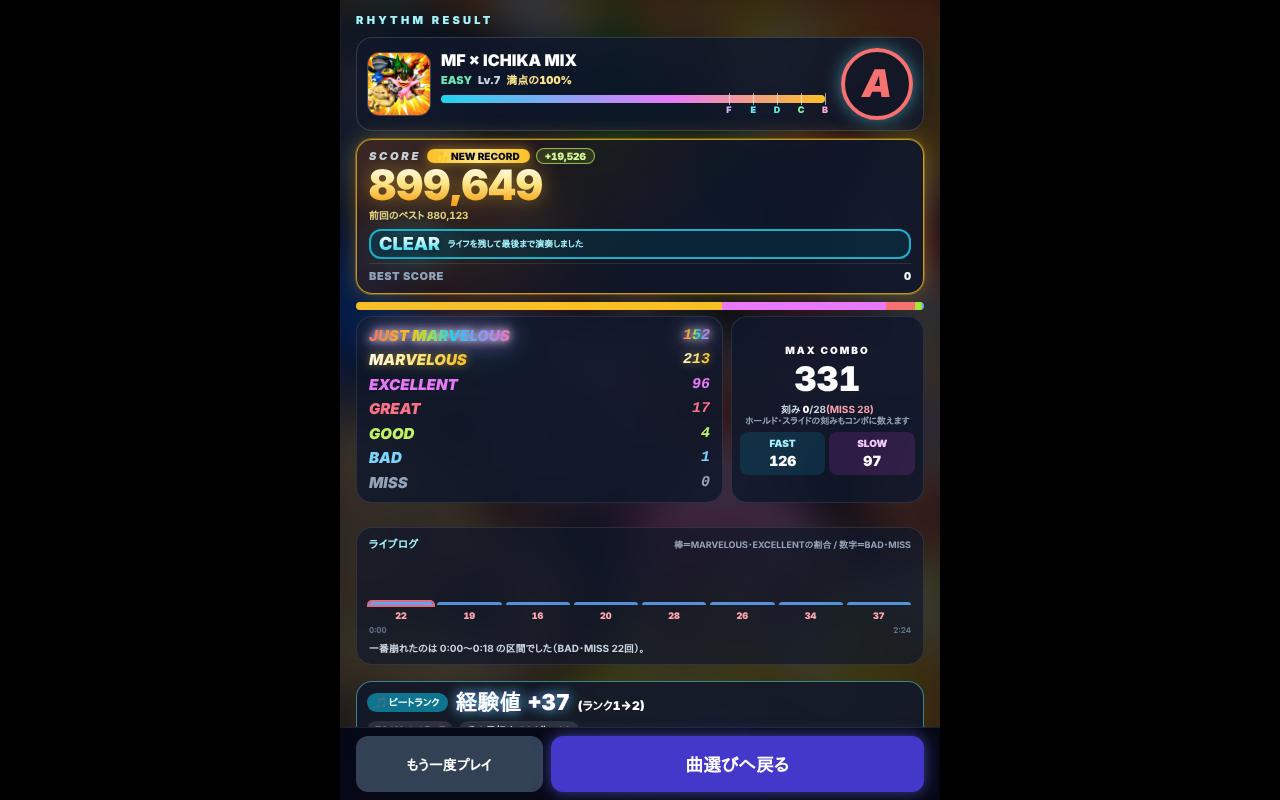 RHYTHM RESULT
MF × ICHIKA MIX
EASY Lv.7 満点の100%
F E D C B
A
SCORE NEW RECORD +19,526
899,649
前回のベスト 880,123
CLEAR ライフを残して最後まで演奏しました
BEST SCORE 0
JUST MARVELOUS 152
MARVELOUS 213
EXCELLENT 96
GREAT 17
GOOD 4
BAD 1
MISS 0
MAX COMBO
331
刻み 0/28(MISS 28)
ホールド・スライドの刻みもコンボに数えます
FAST SLOW
126 97
ライブログ 棒=MARVELOUS・EXCELLENTの割合 / 数字=BAD・MISS
22 19 16 20 28 26 34 37
0:00 2:24
一番崩れたのは 0:00〜0:18 の区間でした(BAD・MISS 22回)。
ビートランク 経験値 +37 (ランク1→2)
もう一度プレイ 曲選びへ戻る